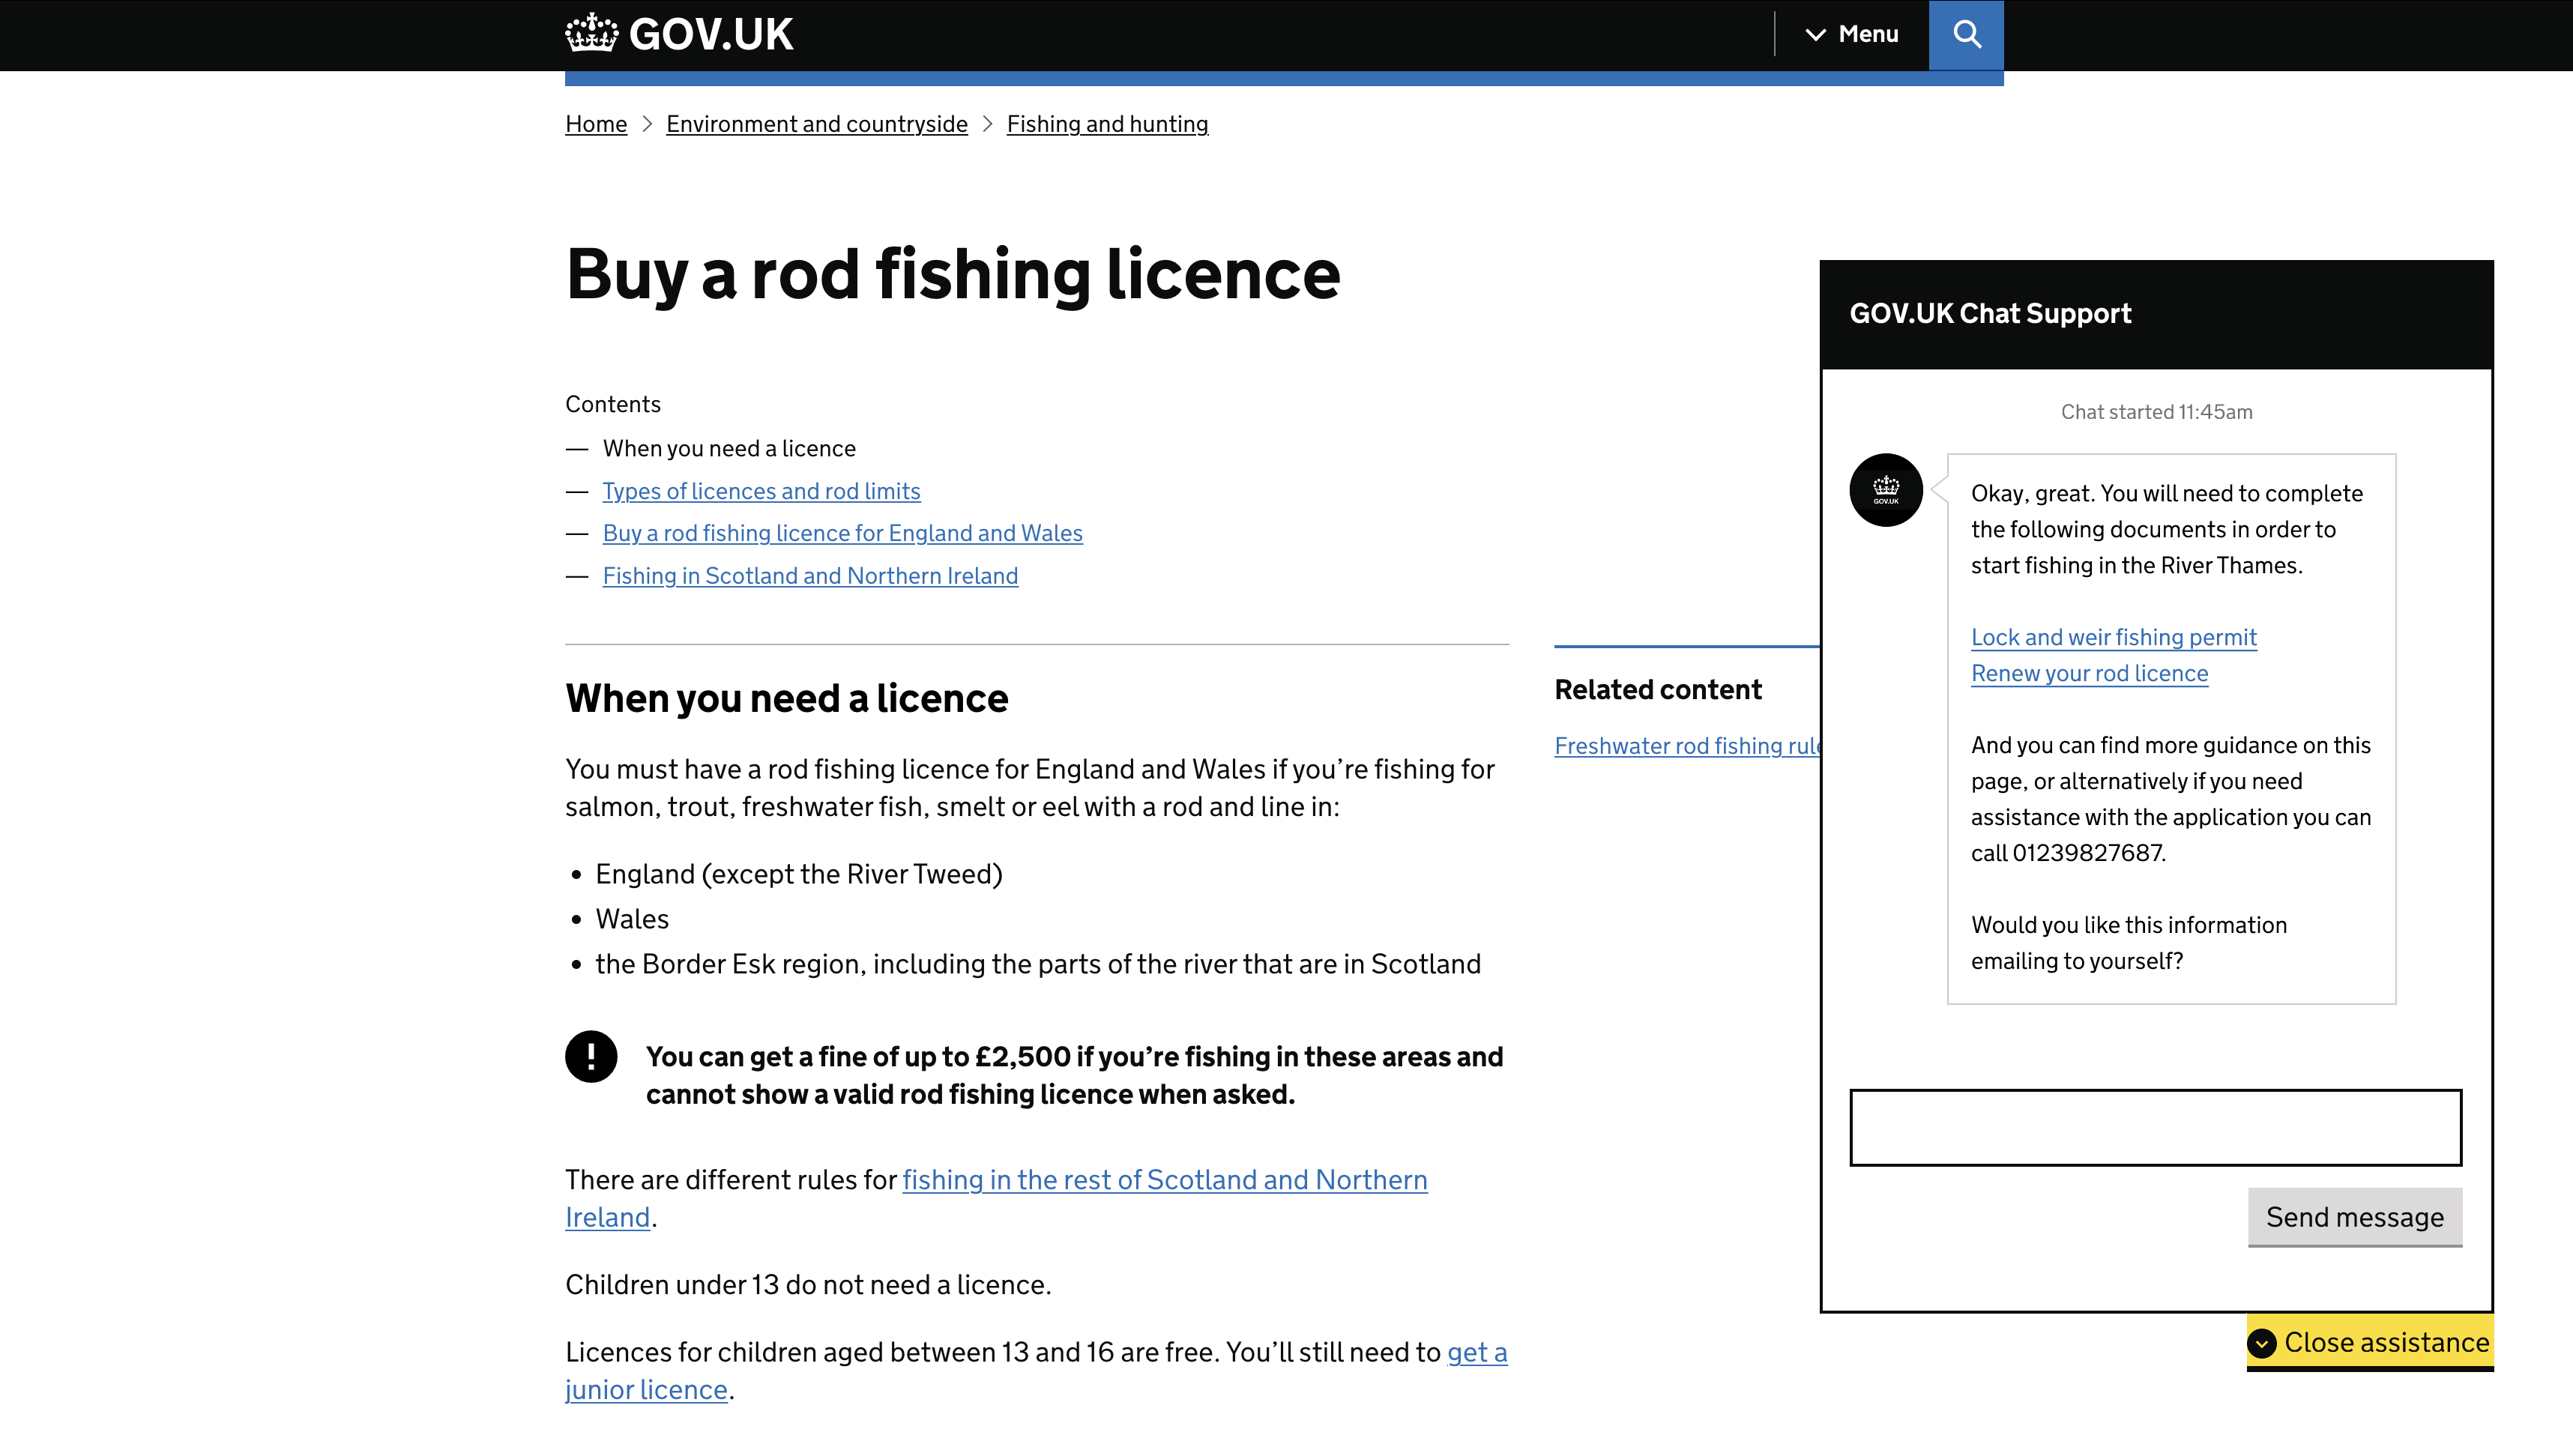 GOV.UK
Menu
Home
Environment and countryside
Fishing and hunting
Buy a rod fishing licence
Contents
— When you need a licence
— Types of licences and rod limits
— Buy a rod fishing licence for England and Wales
— Fishing in Scotland and Northern Ireland
When you need a licence
You must have a rod fishing licence for England and Wales if you’re fishing for
salmon, trout, freshwater fish, smelt or eel with a rod and line in:
• England (except the River Tweed)
• Wales
• the Border Esk region, including the parts of the river that are in Scotland
! You can get a fine of up to £2,500 if you’re fishing in these areas and
cannot show a valid rod fishing licence when asked.
There are different rules for fishing in the rest of Scotland and Northern
Ireland.
Children under 13 do not need a licence.
Licences for children aged between 13 and 16 are free. You’ll still need to get a
junior licence.
Related content
Freshwater rod fishing
GOV.UK Chat Support
Chat started 11:45am
GOV.UK
Okay, great. You will need to complete
the following documents in order to
start fishing in the River Thames.
Lock and weir fishing permit
Renew your rod licence
And you can find more guidance on this
page, or alternatively if you need
assistance with the application you can
call 01239827687.
Would you like this information
emailing to yourself?
Send message
Close assistance